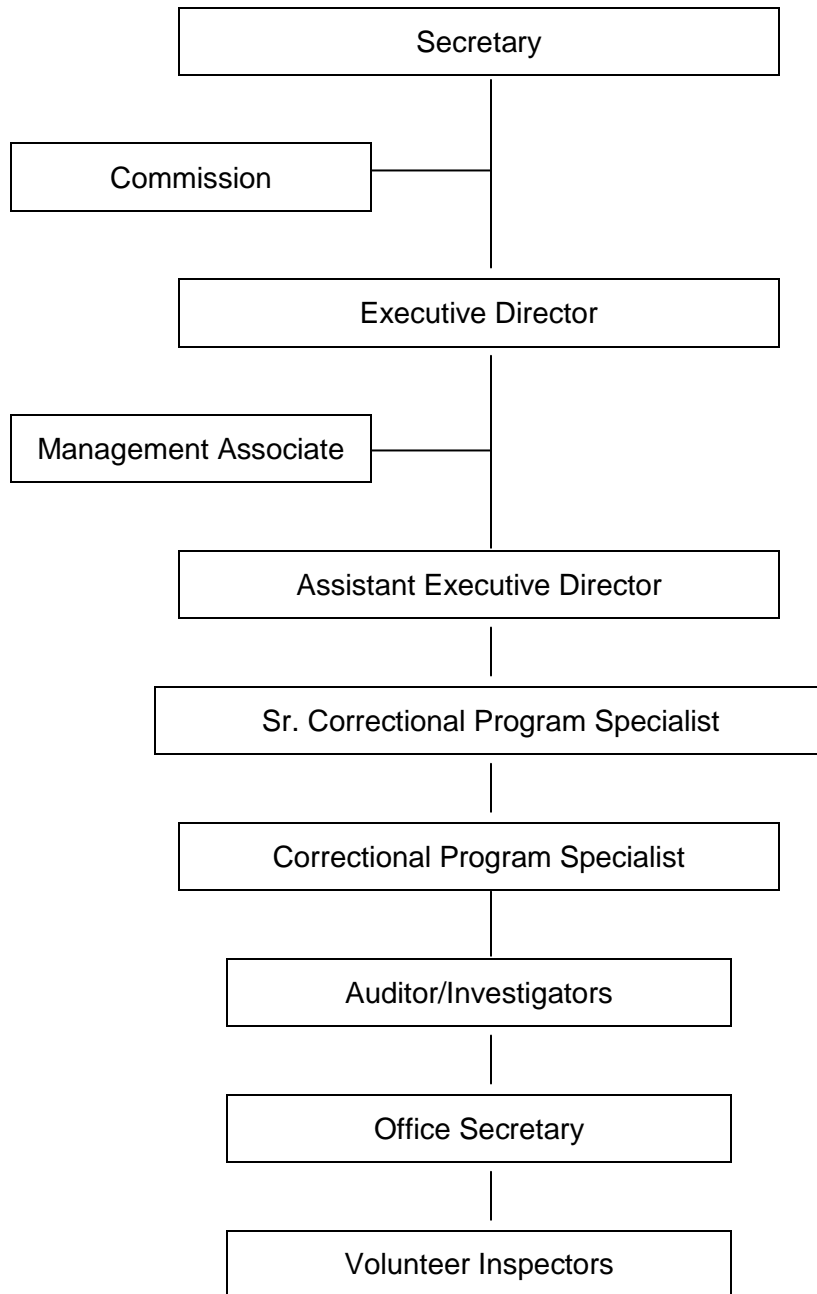 Secretary
Commission
Executive Director
Management Associate
Assistant Executive Director
Sr. Correctional Program Specialist
Correctional Program Specialist
Auditor/Investigators
Office Secretary
Volunteer Inspectors